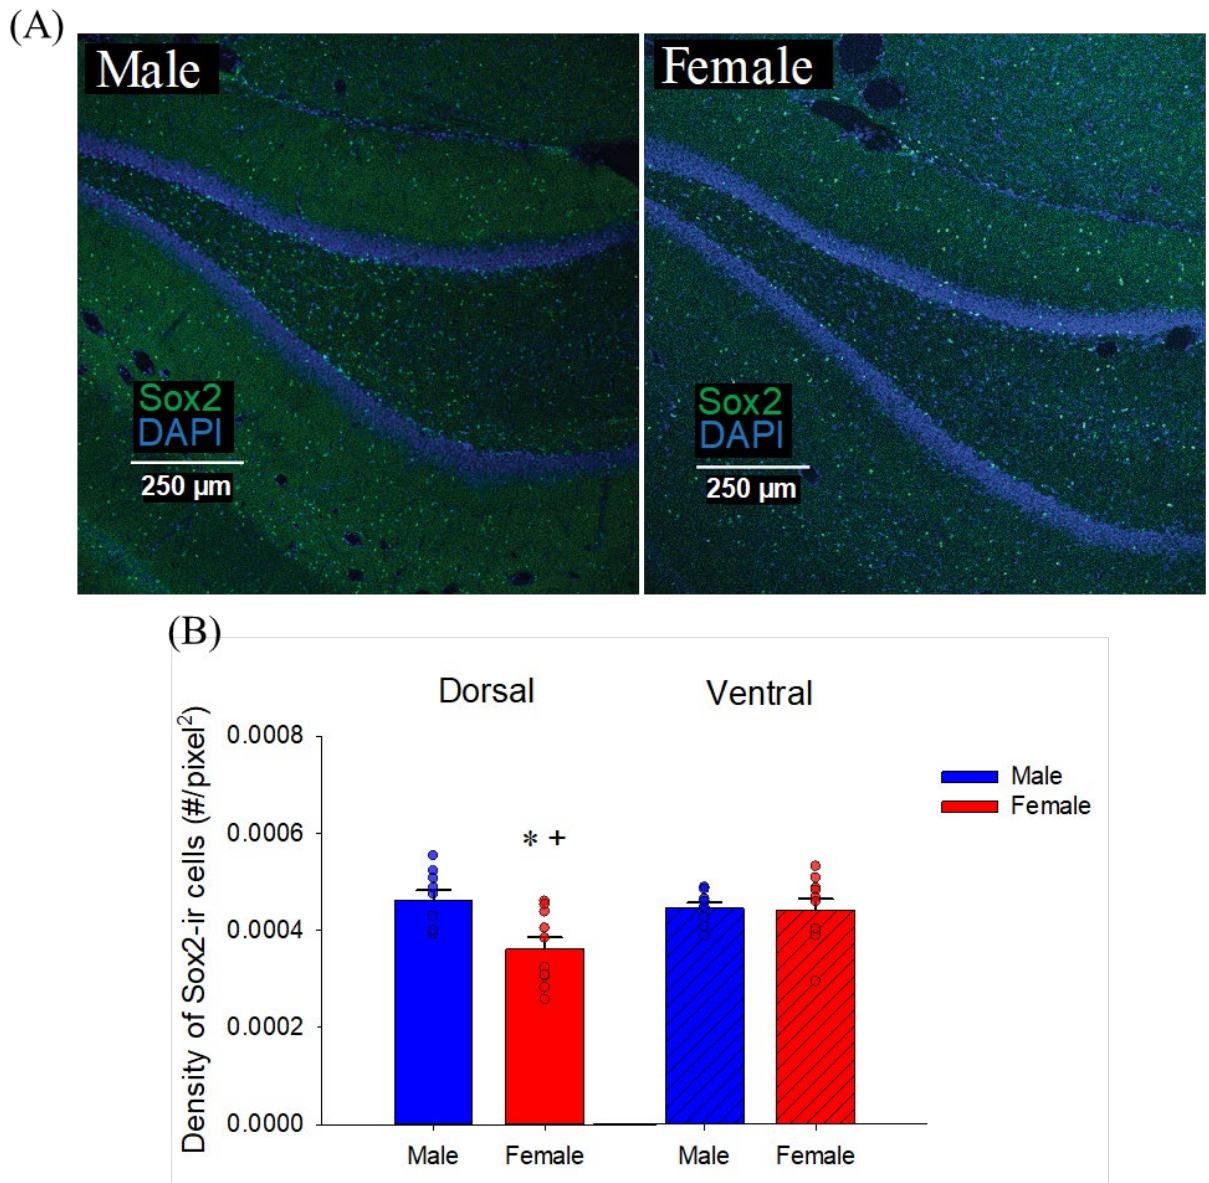 (A)
Male
Female
Sox2
DAPI
250 µm
Sox2
DAPI
250 µm
(B)
Dorsal
Ventral
Density of Sox2-ir cells (#/pixel²)
0.0008
0.0006
0.0004
0.0002
0.0000
* +
Male
Female
Male
Female
Male
Female